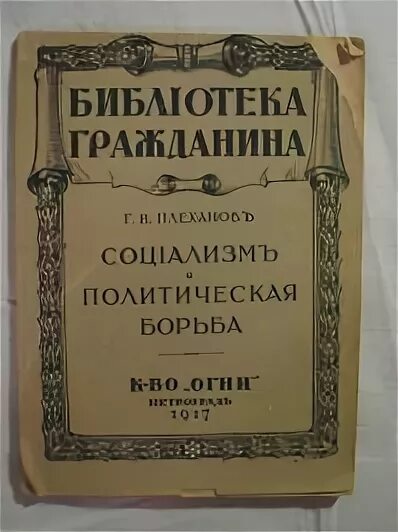 БИБЛІОТЕКА
ГРАЖДАНИНА
Г. В. ПЛЕХАНОВЪ
СОЦІАЛИЗМЪ
и
ПОЛИТИЧЕСКАЯ
БОРЬБА
К-ВО „ОГНИ“
ПЕТРОГРАДЪ
1917